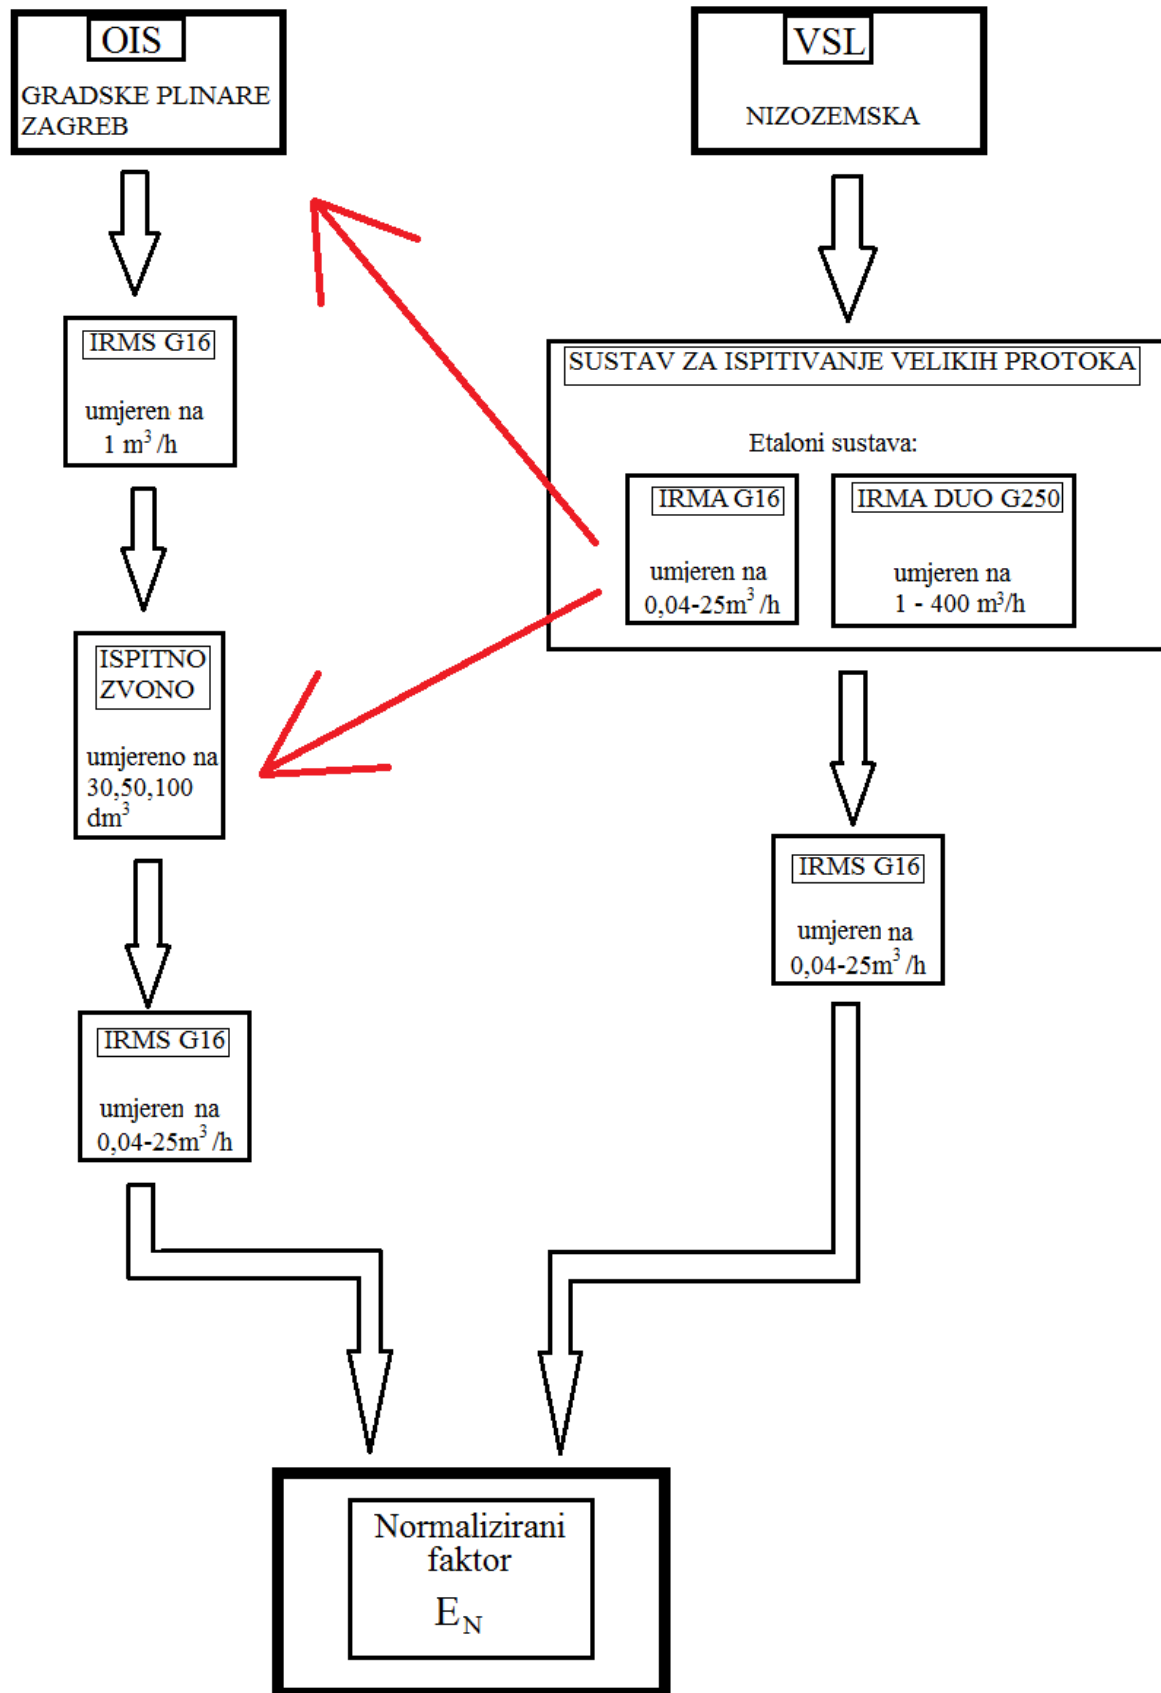 OIS
GRADSKE PLINARE
ZAGREB
VSL
NIZOZEMSKA
IRMS G16
umjeren na
1 m³/h
SUSTAV ZA ISPITIVANJE VELIKIH PROTOKA
Etaloni sustava:
IRMA G16
umjeren na
0,04-25m³/h
IRMA DUO G250
umjeren na
1 - 400 m³/h
ISPITNO
ZVONO
umjereno na
30,50,100
dm³
IRMS G16
umjeren na
0,04-25m³/h
IRMS G16
umjeren na
0,04-25m³/h
Normalizirani
faktor
E_N